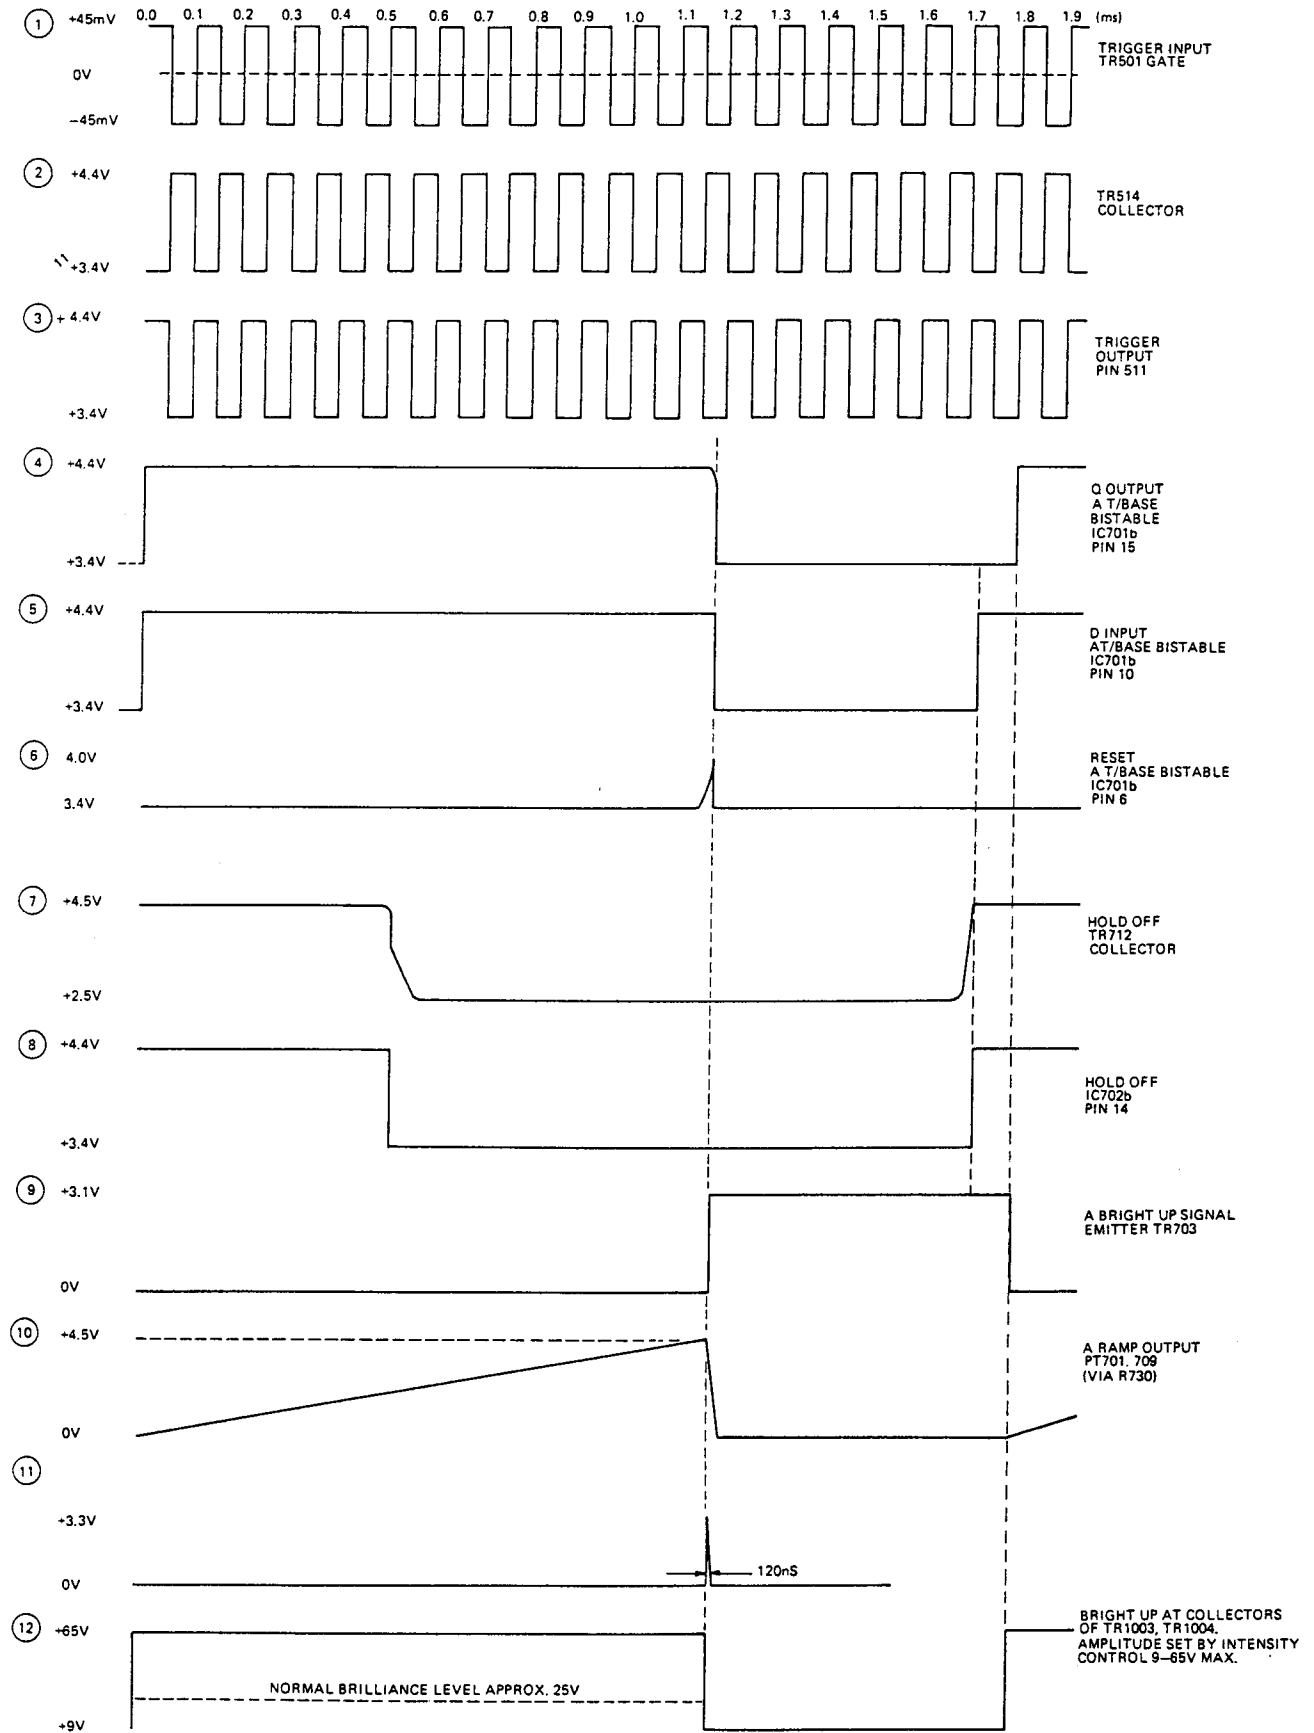 0.0 0.1 0.2 0.3 0.4 0.5 0.6 0.7 0.8 0.9 1.0 1.1 1.2 1.3 1.4 1.5 1.6 1.7 1.8 1.9 (ms)
1 +45mV
0V
−45mV
TRIGGER INPUT
TR501 GATE
2 +4.4V
+3.4V
TR514
COLLECTOR
3 + 4.4V
+3.4V
TRIGGER
OUTPUT
PIN 511
4 +4.4V
+3.4V
Q OUTPUT
A T/BASE
BISTABLE
IC701b
PIN 15
5 +4.4V
+3.4V
D INPUT
AT/BASE BISTABLE
IC701b
PIN 10
6 4.0V
3.4V
RESET
A T/BASE BISTABLE
IC701b
PIN 6
7 +4.5V
+2.5V
HOLD OFF
TR712
COLLECTOR
8 +4.4V
+3.4V
HOLD OFF
IC702b
PIN 14
9 +3.1V
0V
A BRIGHT UP SIGNAL
EMITTER TR703
10 +4.5V
0V
A RAMP OUTPUT
PT701. 709
(VIA R730)
11
+3.3V
0V
120nS
12 +65V
NORMAL BRILLIANCE LEVEL APPROX. 25V
+9V
BRIGHT UP AT COLLECTORS
OF TR1003, TR1004.
AMPLITUDE SET BY INTENSITY
CONTROL 9–65V MAX.